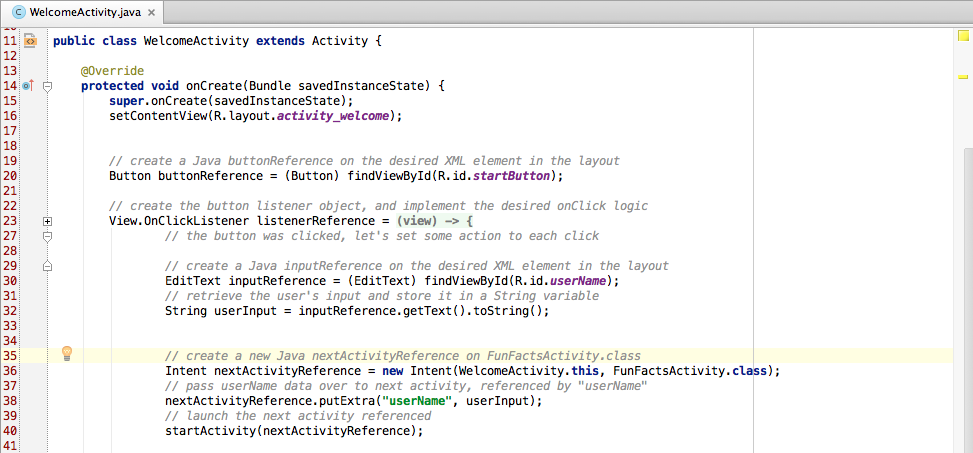 WelcomeActivity.java
11 public class WelcomeActivity extends Activity {
12
13 @Override
14 protected void onCreate(Bundle savedInstanceState) {
15 super.onCreate(savedInstanceState);
16 setContentView(R.layout.activity_welcome);
17
18
19 // create a Java buttonReference on the desired XML element in the layout
20 Button buttonReference = (Button) findViewById(R.id.startButton);
21
22 // create the button listener object, and implement the desired onClick logic
23 View.OnClickListener listenerReference = (view) -> {
27 // the button was clicked, let's set some action to each click
28
29 // create a Java inputReference on the desired XML element in the layout
30 EditText inputReference = (EditText) findViewById(R.id.userName);
31 // retrieve the user's input and store it in a String variable
32 String userInput = inputReference.getText().toString();
33
34
35 // create a new Java nextActivityReference on FunFactsActivity.class
36 Intent nextActivityReference = new Intent(WelcomeActivity.this, FunFactsActivity.class);
37 // pass userName data over to next activity, referenced by "userName"
38 nextActivityReference.putExtra("userName", userInput);
39 // launch the next activity referenced
40 startActivity(nextActivityReference);
41